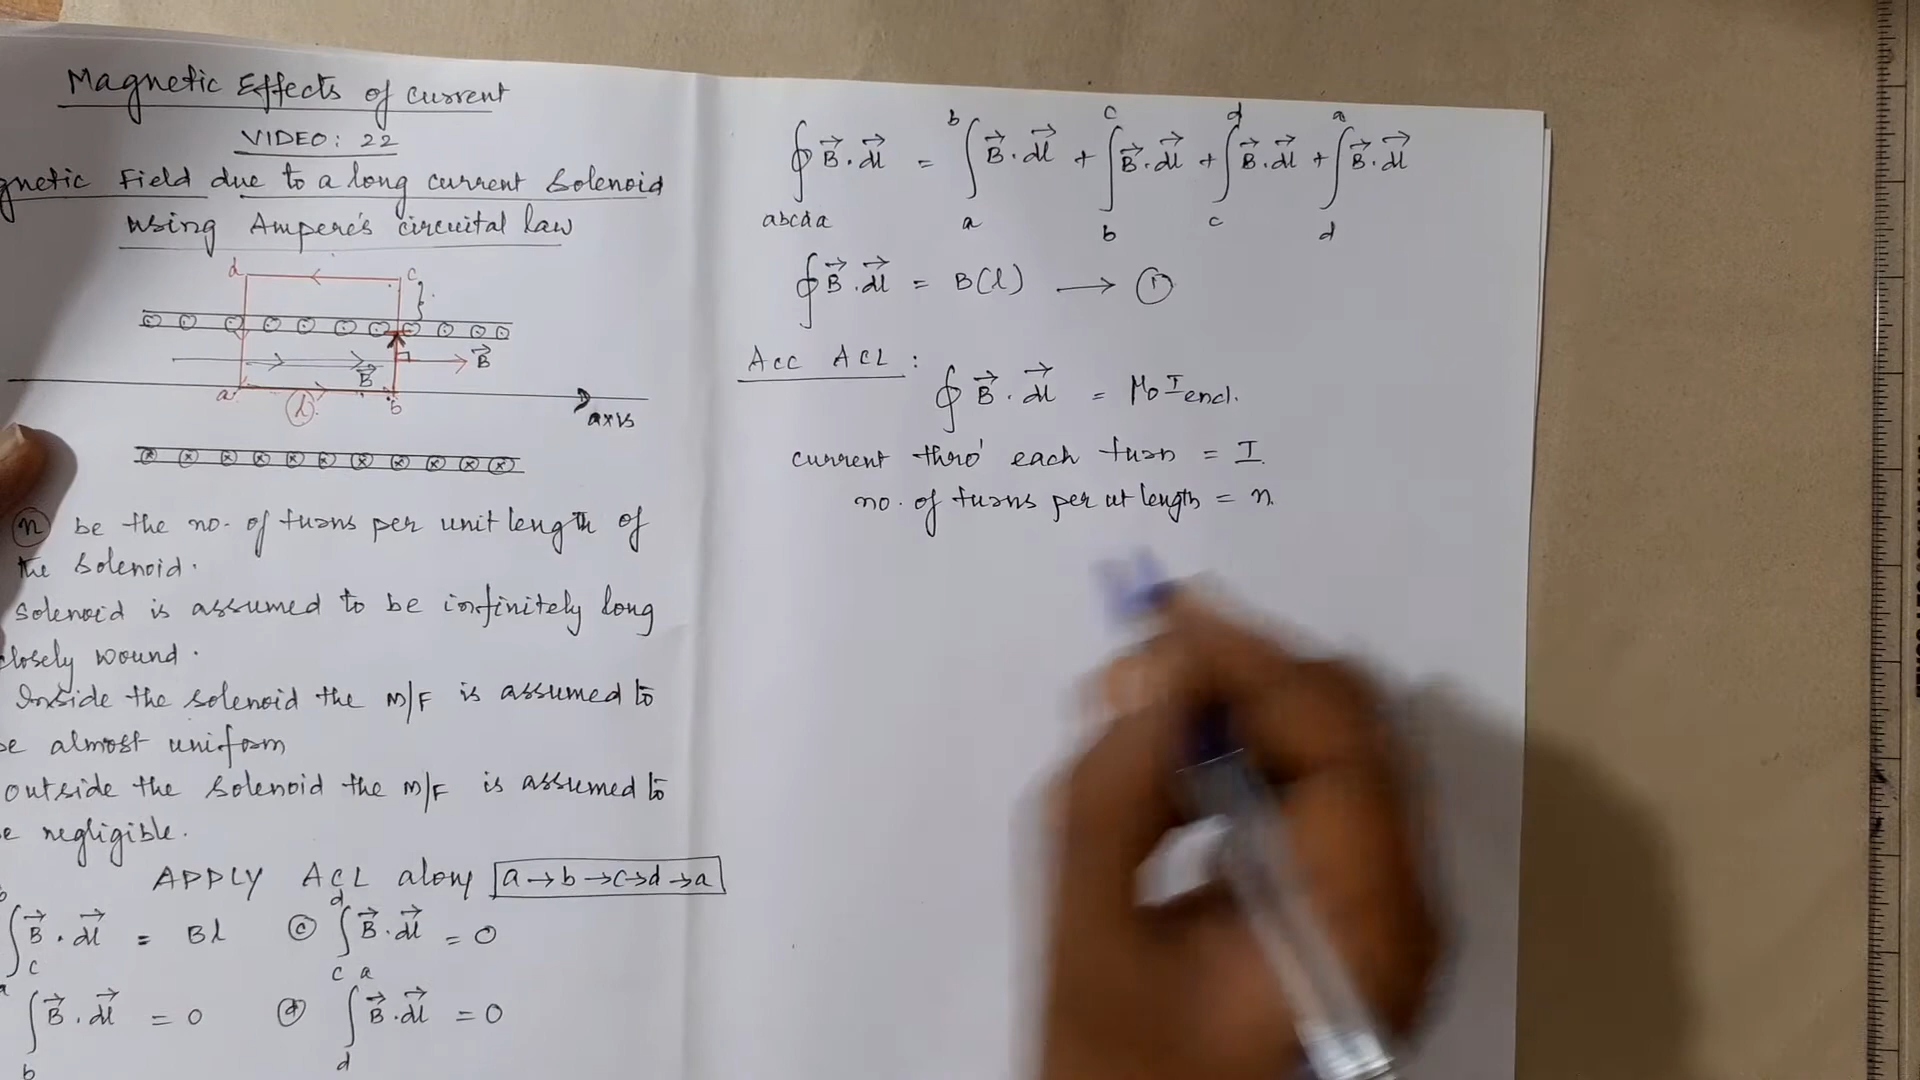 Magnetic Effects of current
VIDEO: 22
gnetic Field due to a long current Solenoid
using Ampere's circuital law
d c
B
B
a l b
axis
n be the no. of turns per unit length of
the Solenoid.
Solenoid is assumed to be infinitely long
closely wound.
Inside the solenoid the M/F is assumed to
be almost uniform
outside the solenoid the M/F is assumed to
e negligible.
APPLY ACL along a→b→c→d→a
∫ B⃗ . dl⃗ = Bl   ⓒ ∫ B⃗ . dl⃗ = 0
∫ B⃗ . dl⃗ = 0   ⓓ ∫ B⃗ . dl⃗ = 0
∮ B⃗ . dl⃗ = ∫ B⃗ . dl⃗ + ∫ B⃗ . dl⃗ + ∫ B⃗ . dl⃗ + ∫ B⃗ . dl⃗
abcda a b c d
∮ B⃗ . dl⃗ = B(l) → ①
Acc ACL :
∮ B⃗ . dl⃗ = μ₀ I encl.
current thro' each turn = I
no. of turns per ut length = n